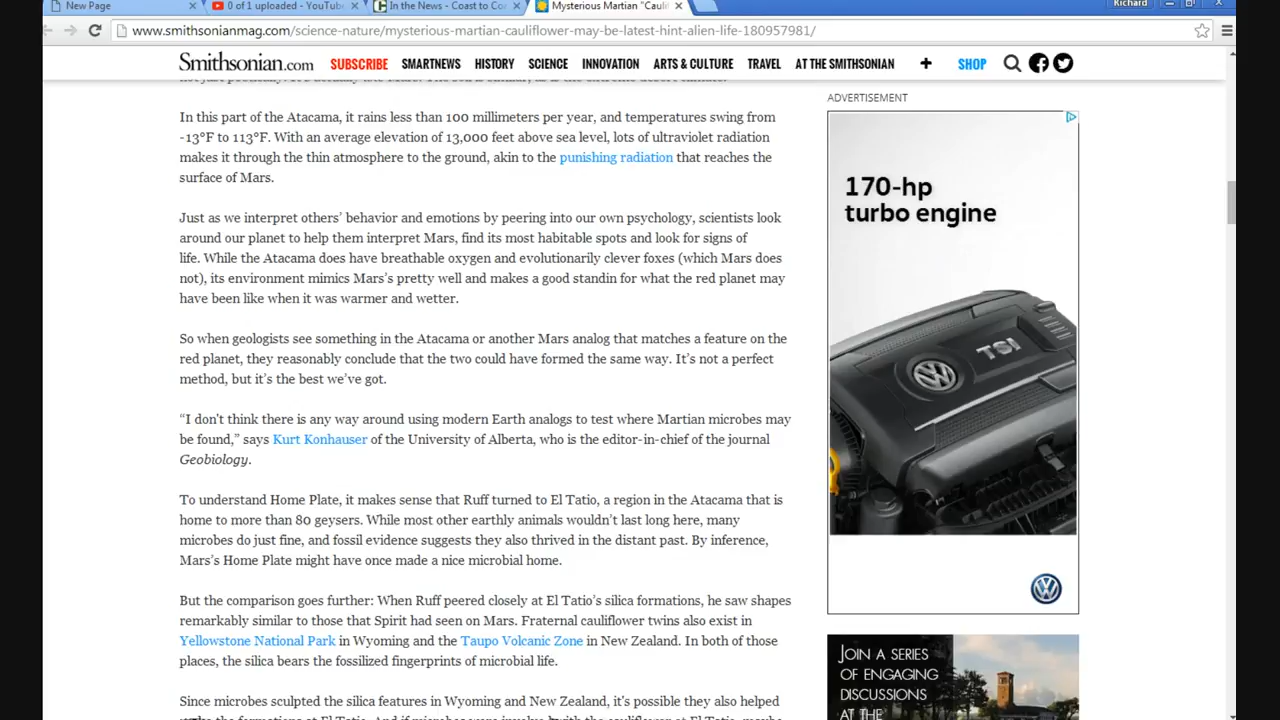 New Page
0 of 1 uploaded - YouTube
In the News - Coast to Co
Mysterious Martian "Caul
Richard
www.smithsonianmag.com/science-nature/mysterious-martian-cauliflower-may-be-latest-hint-alien-life-180957981/
Smithsonian.com SUBSCRIBE SMARTNEWS HISTORY SCIENCE INNOVATION ARTS & CULTURE TRAVEL AT THE SMITHSONIAN + SHOP
In this part of the Atacama, it rains less than 100 millimeters per year, and temperatures swing from
-13°F to 113°F. With an average elevation of 13,000 feet above sea level, lots of ultraviolet radiation
makes it through the thin atmosphere to the ground, akin to the punishing radiation that reaches the
surface of Mars.
Just as we interpret others’ behavior and emotions by peering into our own psychology, scientists look
around our planet to help them interpret Mars, find its most habitable spots and look for signs of
life. While the Atacama does have breathable oxygen and evolutionarily clever foxes (which Mars does
not), its environment mimics Mars’s pretty well and makes a good standin for what the red planet may
have been like when it was warmer and wetter.
So when geologists see something in the Atacama or another Mars analog that matches a feature on the
red planet, they reasonably conclude that the two could have formed the same way. It’s not a perfect
method, but it’s the best we’ve got.
“I don't think there is any way around using modern Earth analogs to test where Martian microbes may
be found,” says Kurt Konhauser of the University of Alberta, who is the editor-in-chief of the journal
Geobiology.
To understand Home Plate, it makes sense that Ruff turned to El Tatio, a region in the Atacama that is
home to more than 80 geysers. While most other earthly animals wouldn’t last long here, many
microbes do just fine, and fossil evidence suggests they also thrived in the distant past. By inference,
Mars’s Home Plate might have once made a nice microbial home.
But the comparison goes further: When Ruff peered closely at El Tatio’s silica formations, he saw shapes
remarkably similar to those that Spirit had seen on Mars. Fraternal cauliflower twins also exist in
Yellowstone National Park in Wyoming and the Taupo Volcanic Zone in New Zealand. In both of those
places, the silica bears the fossilized fingerprints of microbial life.
Since microbes sculpted the silica features in Wyoming and New Zealand, it's possible they also helped
ADVERTISEMENT
170-hp
turbo engine
TSI
JOIN A SERIES
OF ENGAGING
DISCUSSIONS
AT THE